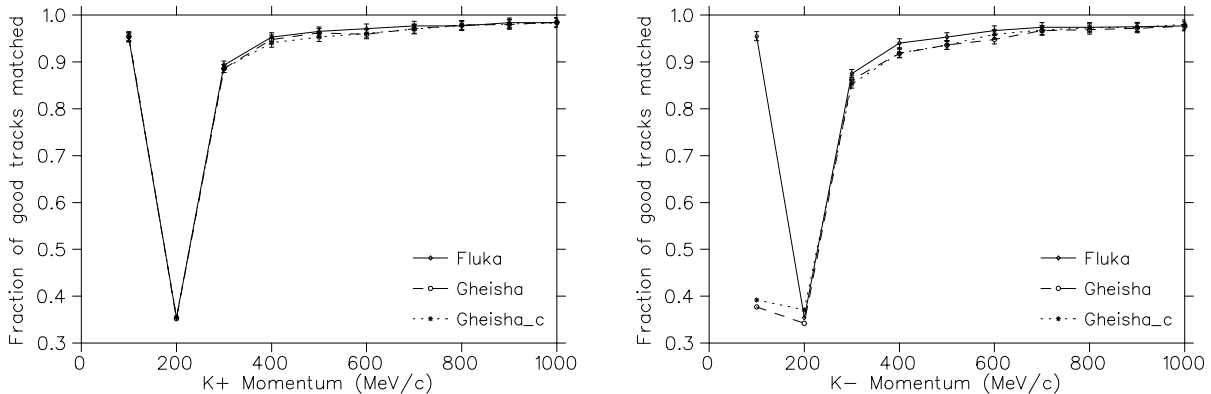 Fraction of good tracks matched
1.0
0.9
0.8
0.7
0.6
0.5
0.4
0.3
Fluka
Gheisha
Gheisha_c
0 200 400 600 800 1000
K+ Momentum (MeV/c)
Fraction of good tracks matched
1.0
0.9
0.8
0.7
0.6
0.5
0.4
0.3
Fluka
Gheisha
Gheisha_c
0 200 400 600 800 1000
K− Momentum (MeV/c)